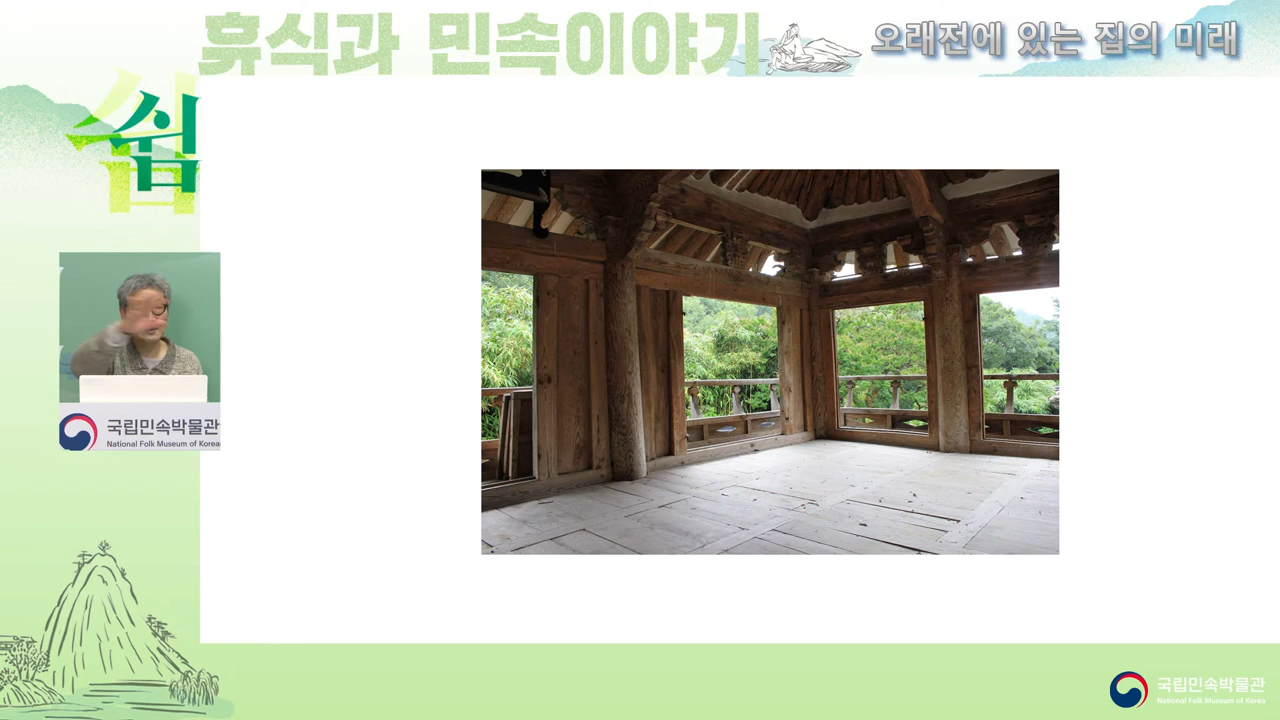 휴식과 민속이야기
오래전에 있는 집의 미래
쉼
국립민속박물관
National Folk Museum of Korea
국립민속박물관
National Folk Museum of Korea